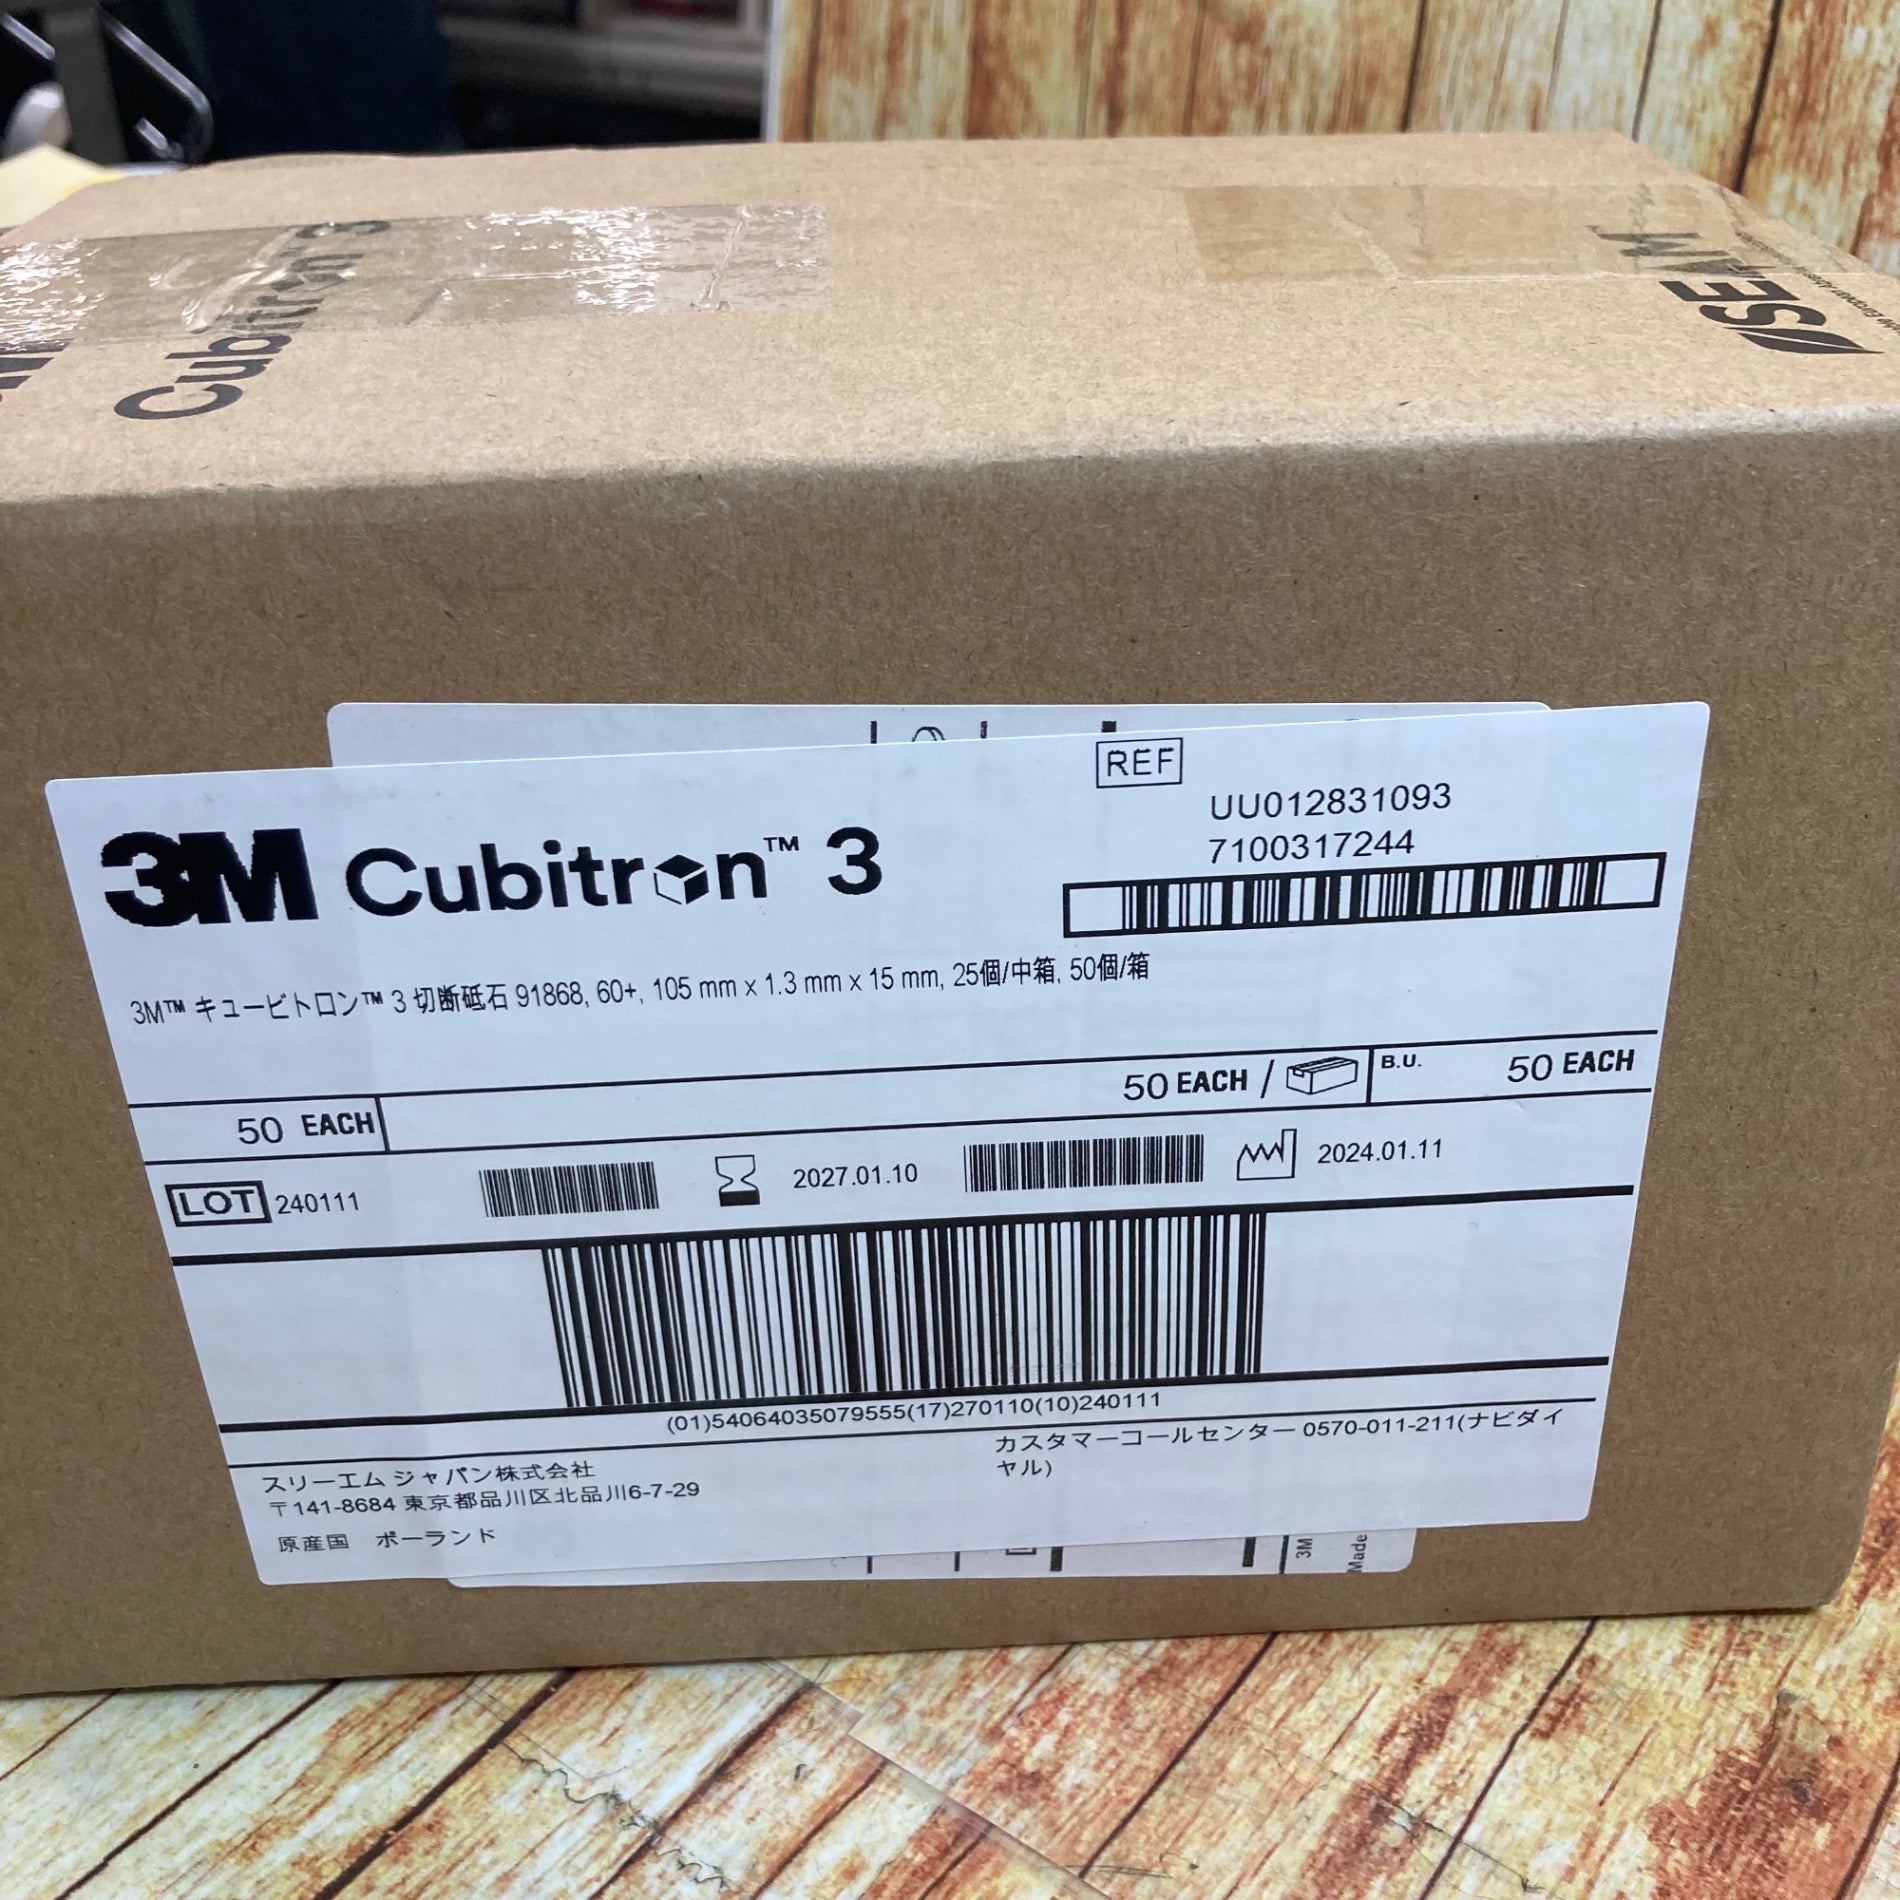 Cubitron 3
SEAM
3M Cubitron™ 3
REF
UU012831093
7100317244
3M™ キュービトロン™ 3 切断砥石 91868, 60+, 105 mm x 1.3 mm x 15 mm, 25個/中箱, 50個/箱
50 EACH
50 EACH /
B.U.
50 EACH
LOT 240111
2027.01.10
2024.01.11
(01)54064035079555(17)270110(10)240111
スリーエム ジャパン株式会社
〒141-8684 東京都品川区北品川6-7-29
原産国 ポーランド
カスタマーコールセンター 0570-011-211(ナビダイ
ヤル)
3M
Made